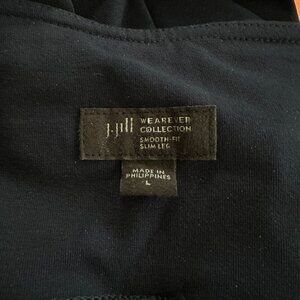 J.Jill WEAREVER
COLLECTION
SMOOTH-FIT
SLIM LEG
MADE IN
PHILIPPINES
L